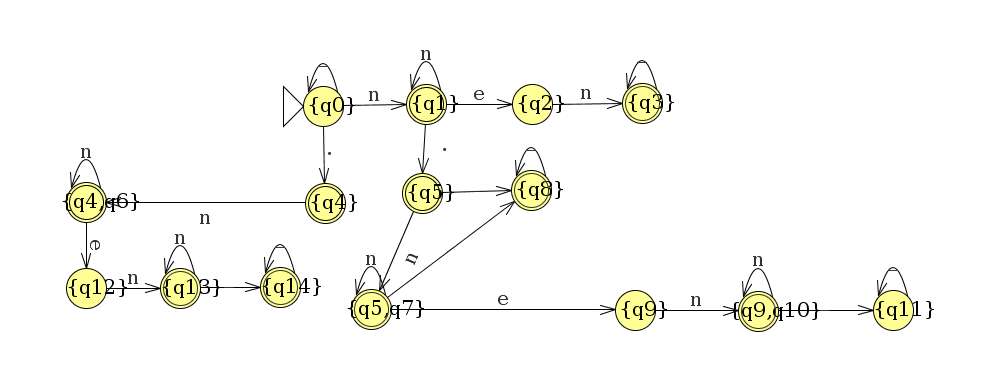 n
{q0} n {q1} e {q2} n {q3}
. .
n
{q4,q6} n {q4} {q5} {q8}
e n n n
{q12} n {q13} {q14} {q5,q7} e {q9} n {q9,q10} {q11}
n